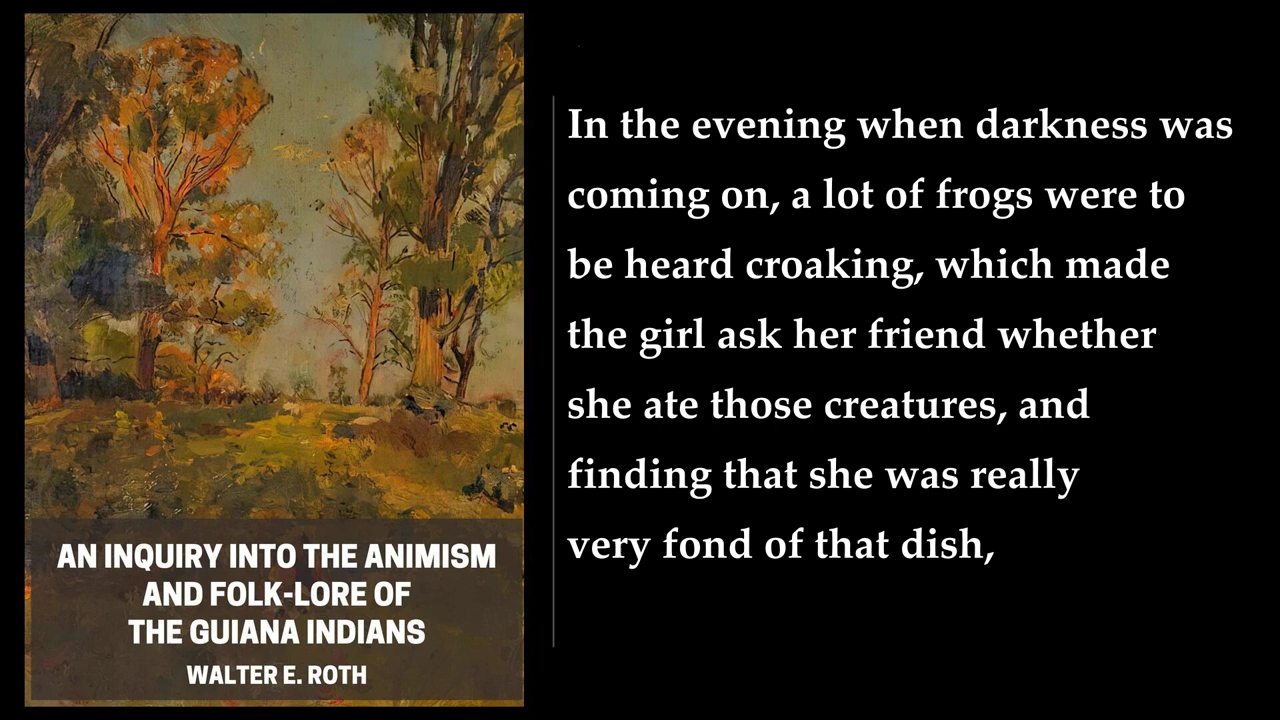 AN INQUIRY INTO THE ANIMISM
AND FOLK-LORE OF
THE GUIANA INDIANS
WALTER E. ROTH
In the evening when darkness was
coming on, a lot of frogs were to
be heard croaking, which made
the girl ask her friend whether
she ate those creatures, and
finding that she was really
very fond of that dish,